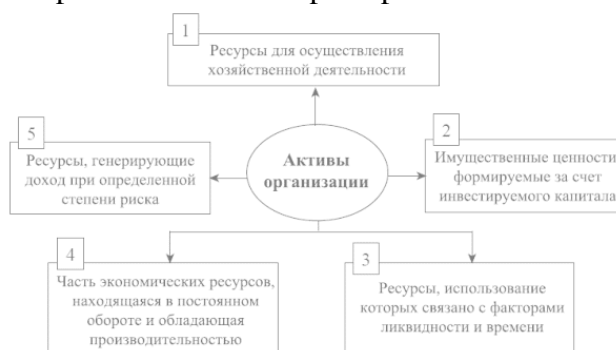 1
Ресурсы для осуществления
хозяйственной деятельности
5
Ресурсы, генерирующие
доход при определенной
степени риска
Активы
организации
2
Имущественные ценности
формируемые за счет
инвестируемого капитала
4
Часть экономических ресурсов,
находящаяся в постоянном
обороте и обладающая
производительностью
3
Ресурсы, использование
которых связано с факторами
ликвидности и времени